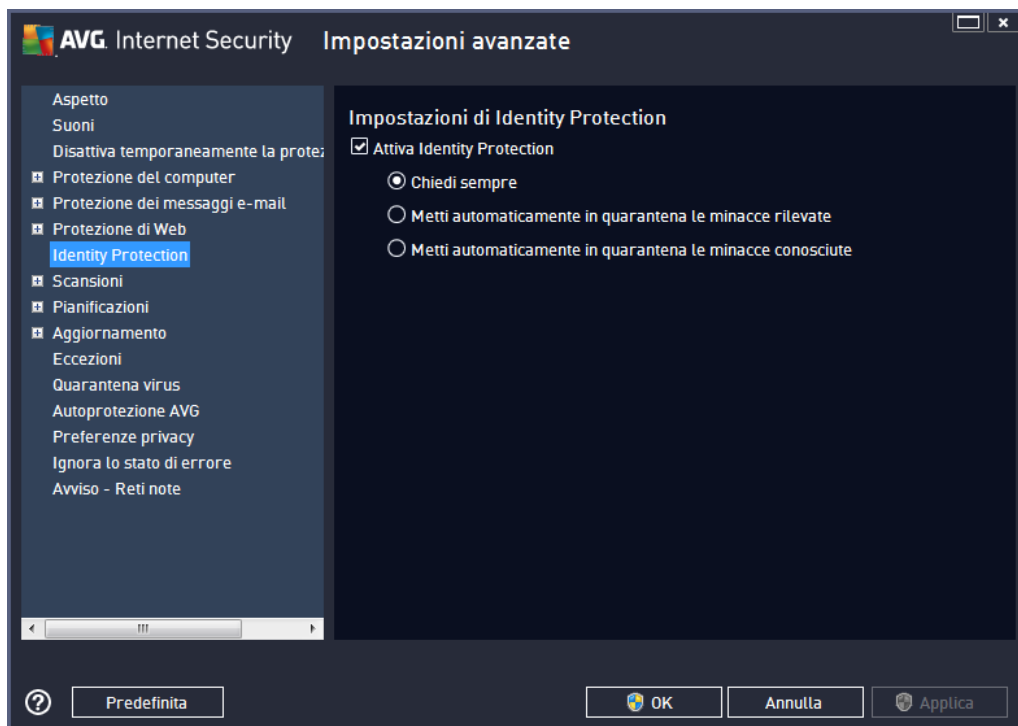 AVG. Internet Security Impostazioni avanzate
Aspetto
Suoni
Disattiva temporaneamente la protez
Protezione del computer
Protezione dei messaggi e-mail
Protezione di Web
Identity Protection
Scansioni
Pianificazioni
Aggiornamento
Eccezioni
Quarantena virus
Autoprotezione AVG
Preferenze privacy
Ignora lo stato di errore
Avviso - Reti note
Impostazioni di Identity Protection
Attiva Identity Protection
Chiedi sempre
Metti automaticamente in quarantena le minacce rilevate
Metti automaticamente in quarantena le minacce conosciute
Predefinita
OK
Annulla
Applica